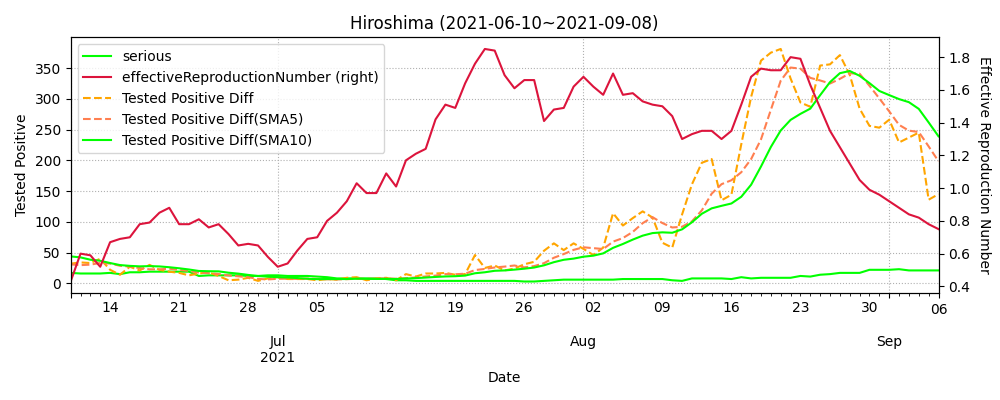 Hiroshima (2021-06-10~2021-09-08)
serious
effectiveReproductionNumber (right)
Tested Positive Diff
Tested Positive Diff(SMA5)
Tested Positive Diff(SMA10)
Tested Positive
350
300
250
200
150
100
50
0
1.8
1.6
1.4
1.2
1.0
0.8
0.6
0.4
Effective Reproduction Number
14 21 28 05 12 19 26 02 09 16 23 30 06
Jul Aug Sep
2021
Date